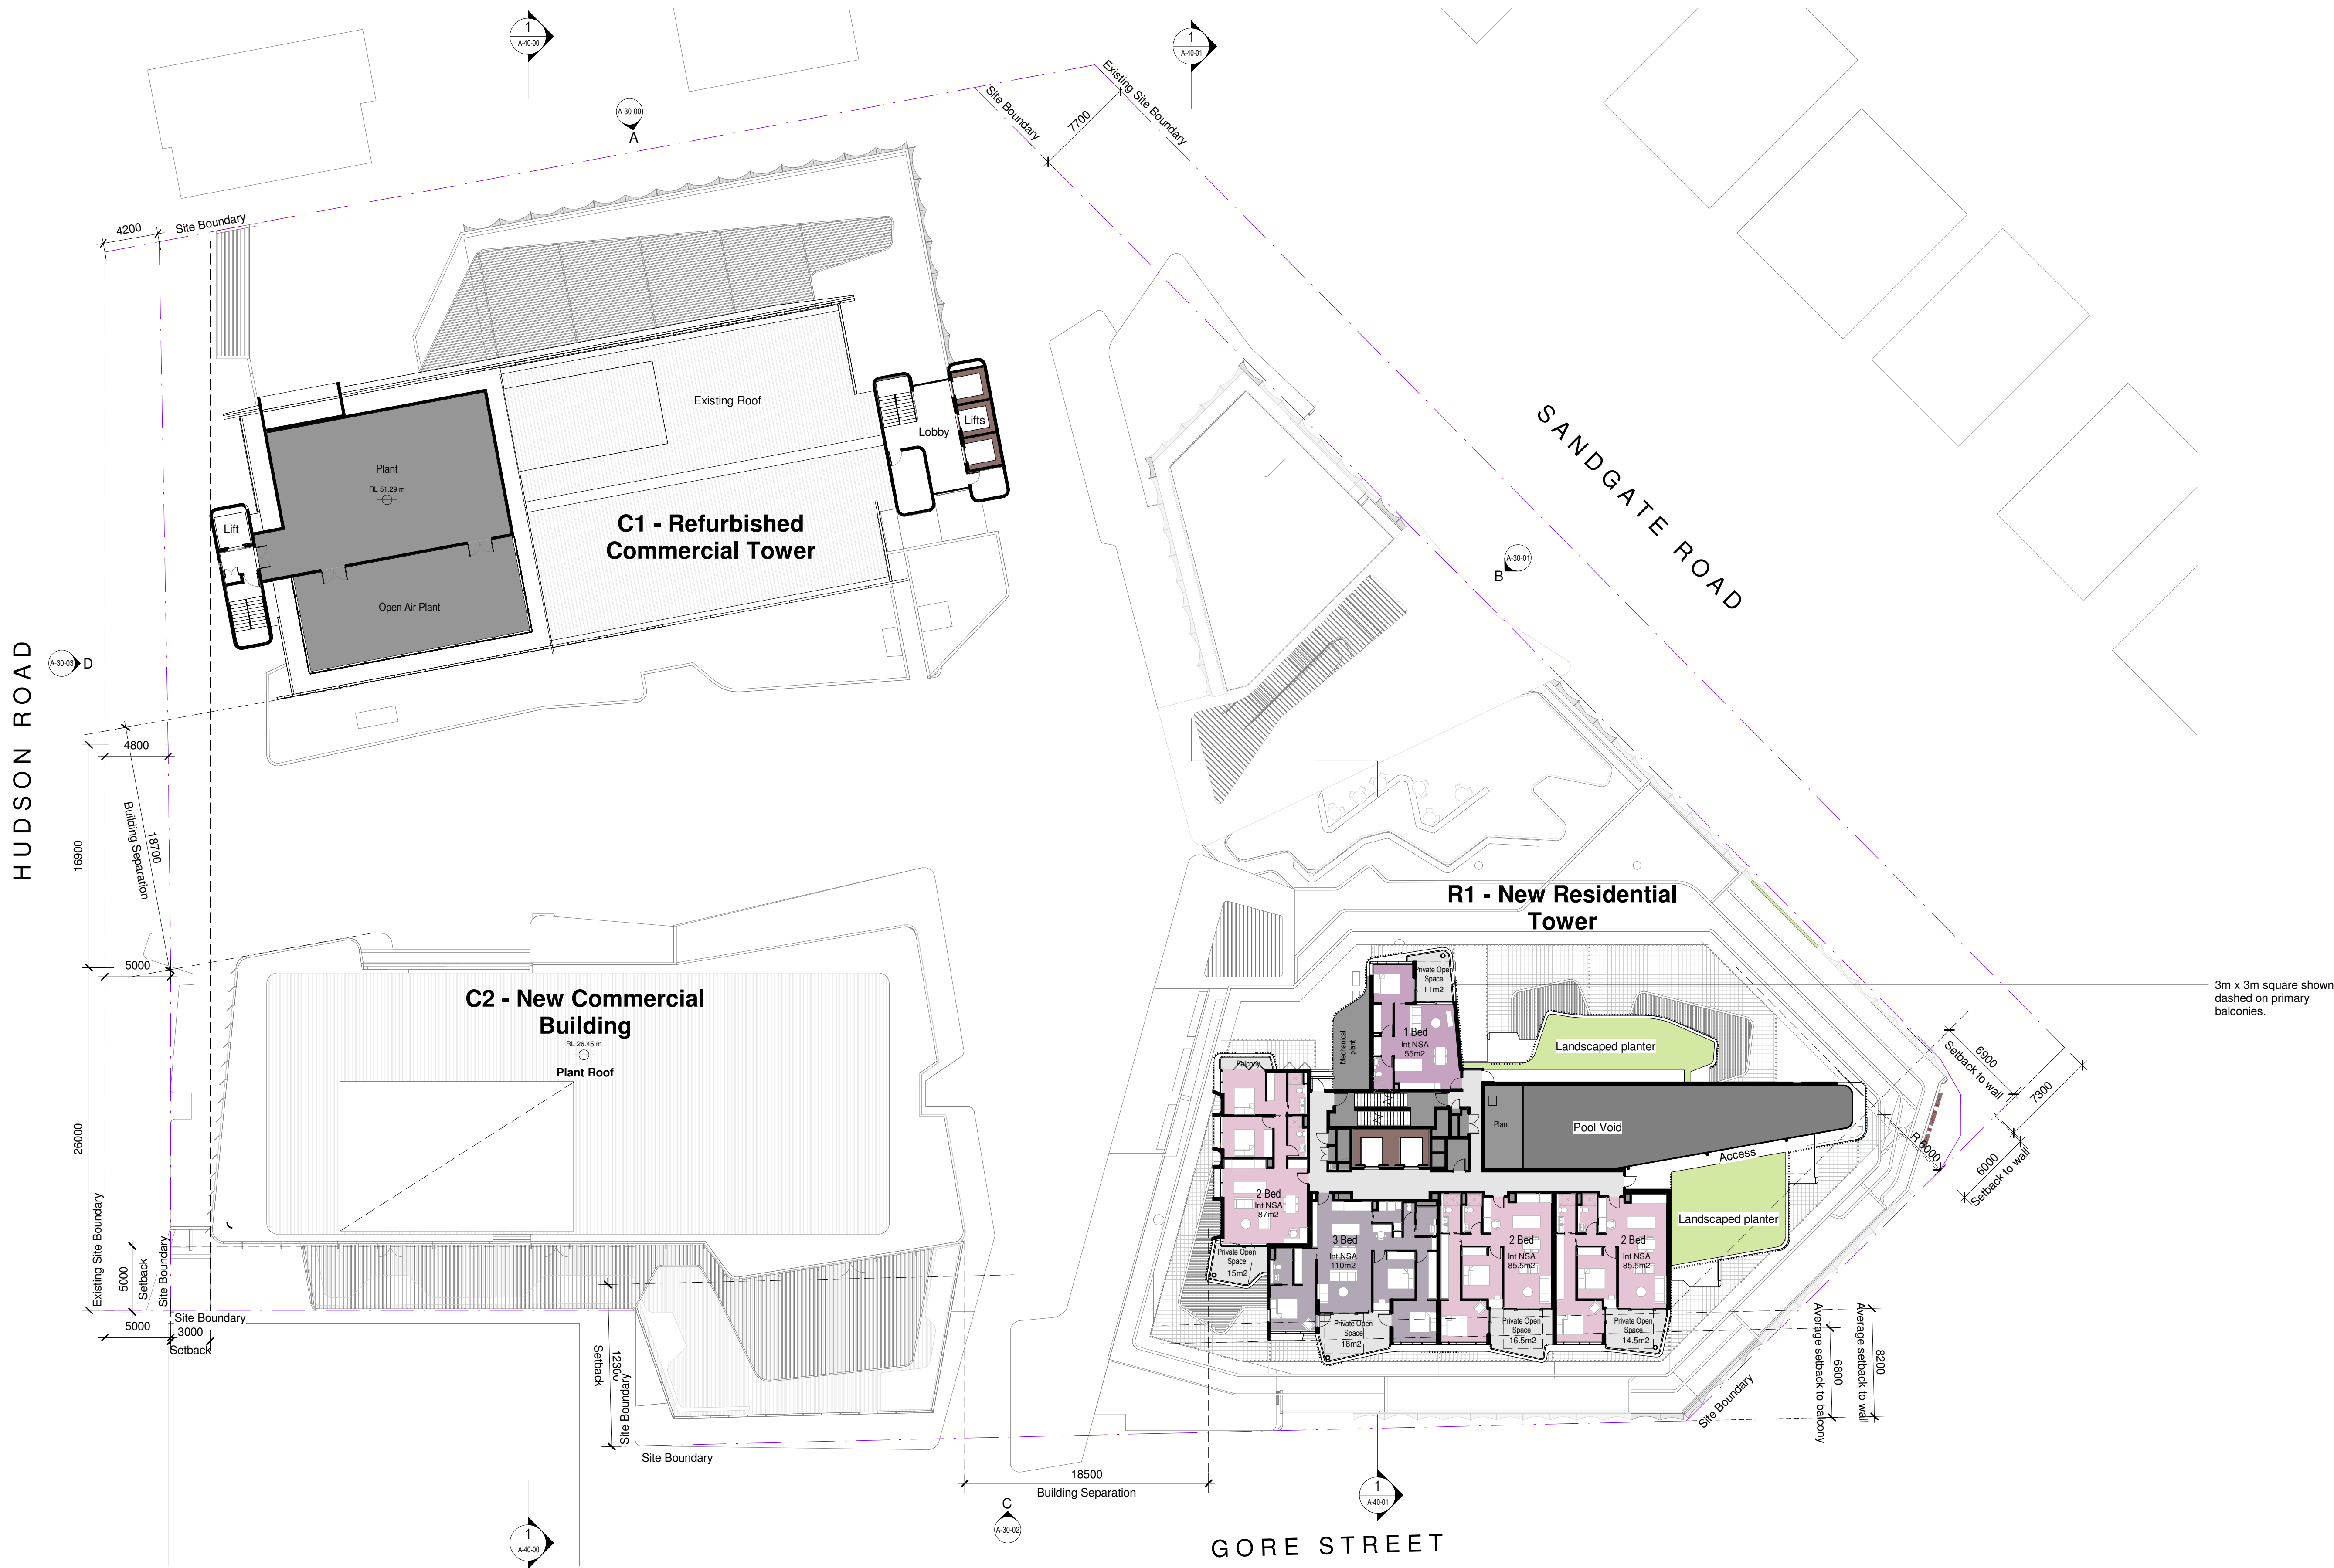 1
A-40-00
1
A-40-01
A-30-00
A
Site Boundary
Existing Site Boundary
7700
4200
Site Boundary
Existing Roof
Lobby
Lifts
Plant
RL 51.29 m
Lift
C1 - Refurbished
Commercial Tower
Open Air Plant
SANDGATE ROAD
A-30-01
B
HUDSON ROAD
A-30-03
D
4800
16900
18700
Building Separation
5000
26000
C2 - New Commercial
Building
RL 26.45 m
Plant Roof
R1 - New Residential
Tower
Private Open
Space
11m2
3m x 3m square shown
dashed on primary
balconies.
1 Bed
Int NSA
55m2
Mechanical
plant
Landscaped planter
Balcony
Plant
Pool Void
Access
6900
Setback to wall
7300
R 6000
6000
Setback to wall
2 Bed
Int NSA
87m2
Private Open
Space
15m2
3 Bed
Int NSA
110m2
2 Bed
Int NSA
85.5m2
2 Bed
Int NSA
85.5m2
Landscaped planter
Private Open
Space
18m2
Private Open
Space
16.5m2
Private Open
Space
14.5m2
Existing Site Boundary
5000
Setback
Site Boundary
Site Boundary
5000
3000
Setback
12300
Setback
Site Boundary
Site Boundary
Average setback to balcony
6800
Average setback to wall
8200
Site Boundary
18500
Building Separation
C
A-30-02
1
A-40-00
1
A-40-01
GORE STREET